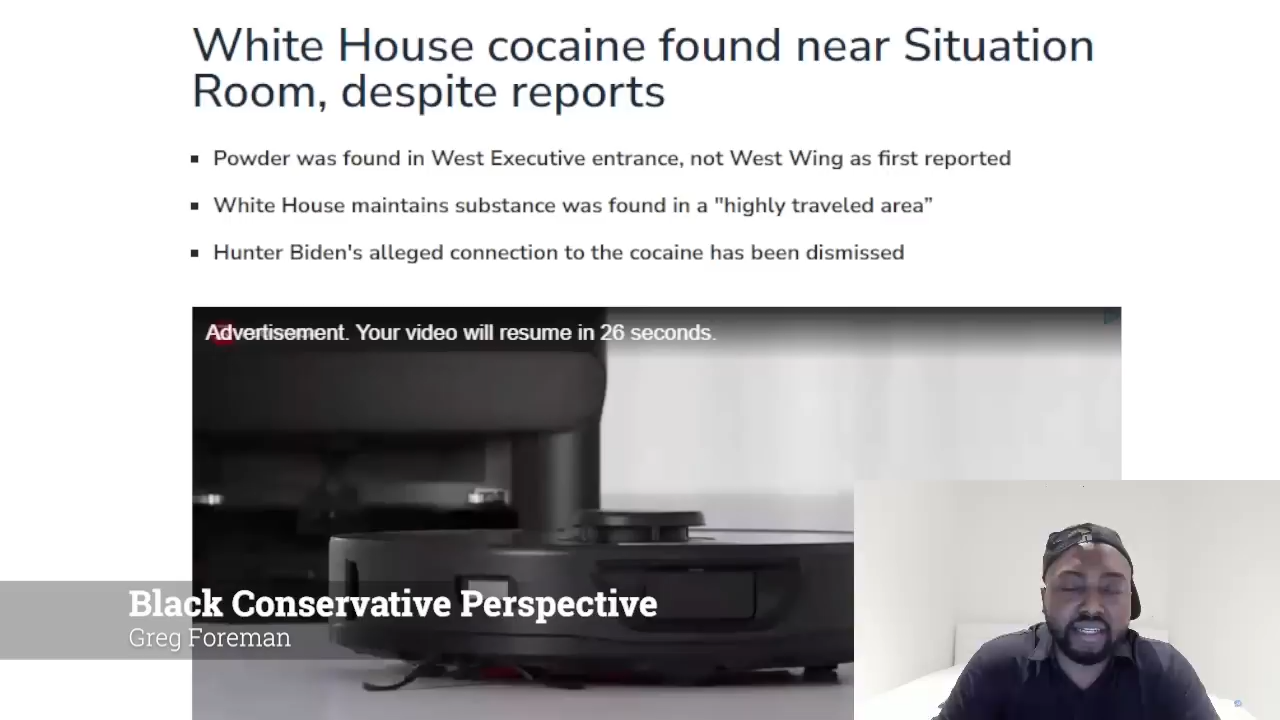 White House cocaine found near Situation
Room, despite reports
Powder was found in West Executive entrance, not West Wing as first reported
White House maintains substance was found in a "highly traveled area”
Hunter Biden's alleged connection to the cocaine has been dismissed
Advertisement. Your video will resume in 26 seconds.
Black Conservative Perspective
Greg Foreman